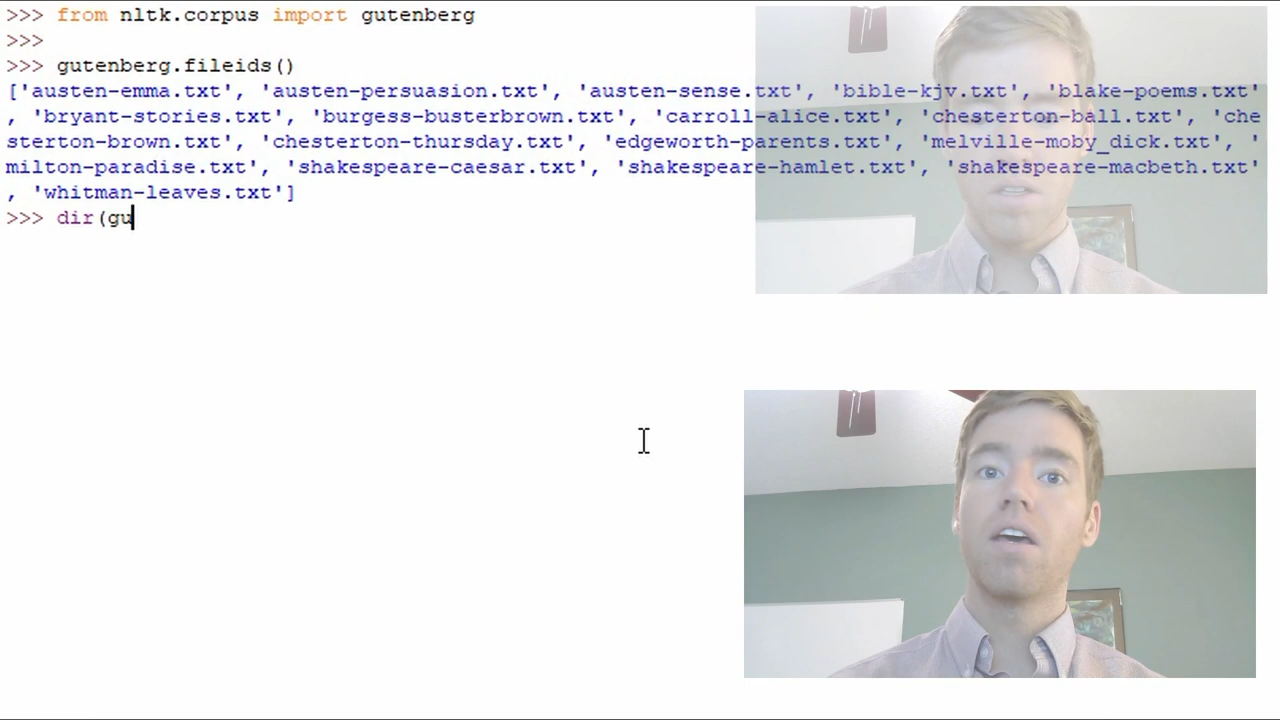 >>> from nltk.corpus import gutenberg
>>>
>>> gutenberg.fileids()
['austen-emma.txt', 'austen-persuasion.txt', 'austen-sense.txt', 'bible-kjv.txt', 'blake-poems.txt'
, 'bryant-stories.txt', 'burgess-busterbrown.txt', 'carroll-alice.txt', 'chesterton-ball.txt', 'che
sterton-brown.txt', 'chesterton-thursday.txt', 'edgeworth-parents.txt', 'melville-moby_dick.txt', '
milton-paradise.txt', 'shakespeare-caesar.txt', 'shakespeare-hamlet.txt', 'shakespeare-macbeth.txt'
, 'whitman-leaves.txt']
>>> dir(gu